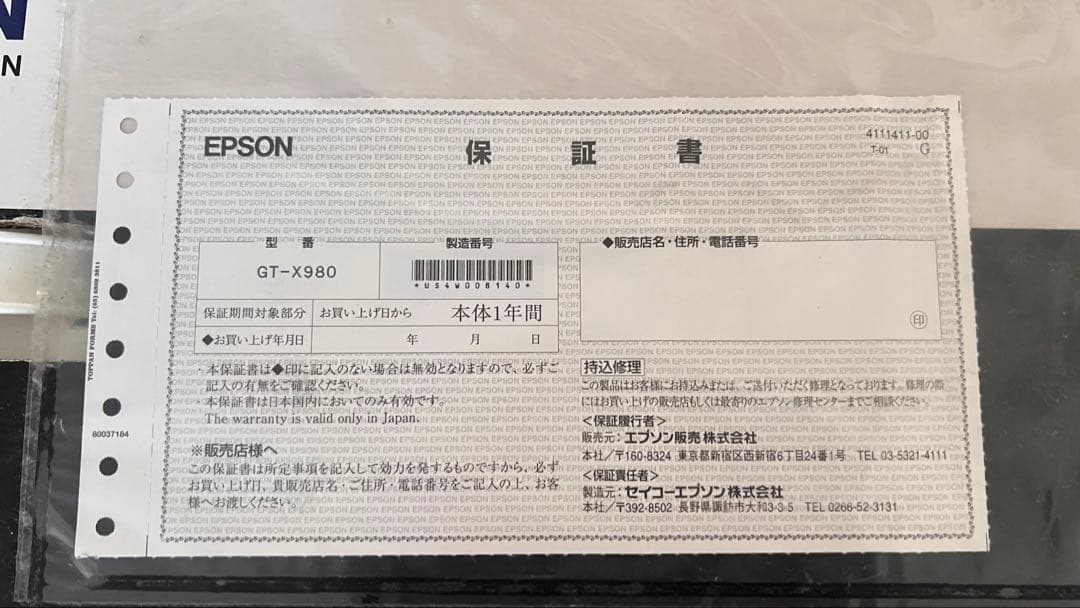 N
N
EPSON
保証書
4111411-00
T-01 G
型番
製造番号
◆販売店名・住所・電話番号
GT-X980
*US4W006140*
保証期間対象部分
お買い上げ日から 本体1年間
◆お買い上げ年月日
年 月 日
印
・本保証書は◆印に記入のない場合は無効となりますので、必ずご
記入の有無をご確認ください。
・本保証書は日本国内においてのみ有効です。
The warranty is valid only in Japan.
※販売店様へ
この保証書は所定事項を記入して効力を発するものですから、必ず
お買い上げ日、貴販売店名・ご住所・電話番号をご記入の上、お客
様へお渡しください。
持込修理
この製品はお客様にお持込みまたは、ご送付いただく修理となっております。修理の際
にはお買い上げの販売店もしくは最寄りのエプソン修理センターまでご相談ください。
<保証履行者>
販売元:エプソン販売株式会社
本社/〒160-8324 東京都新宿区西新宿6丁目24番1号 TEL 03-5321-4111
<保証責任者>
製造元:セイコーエプソン株式会社
本社/〒392-8502 長野県諏訪市大和3-3-5 TEL 0266-52-3131
80037184